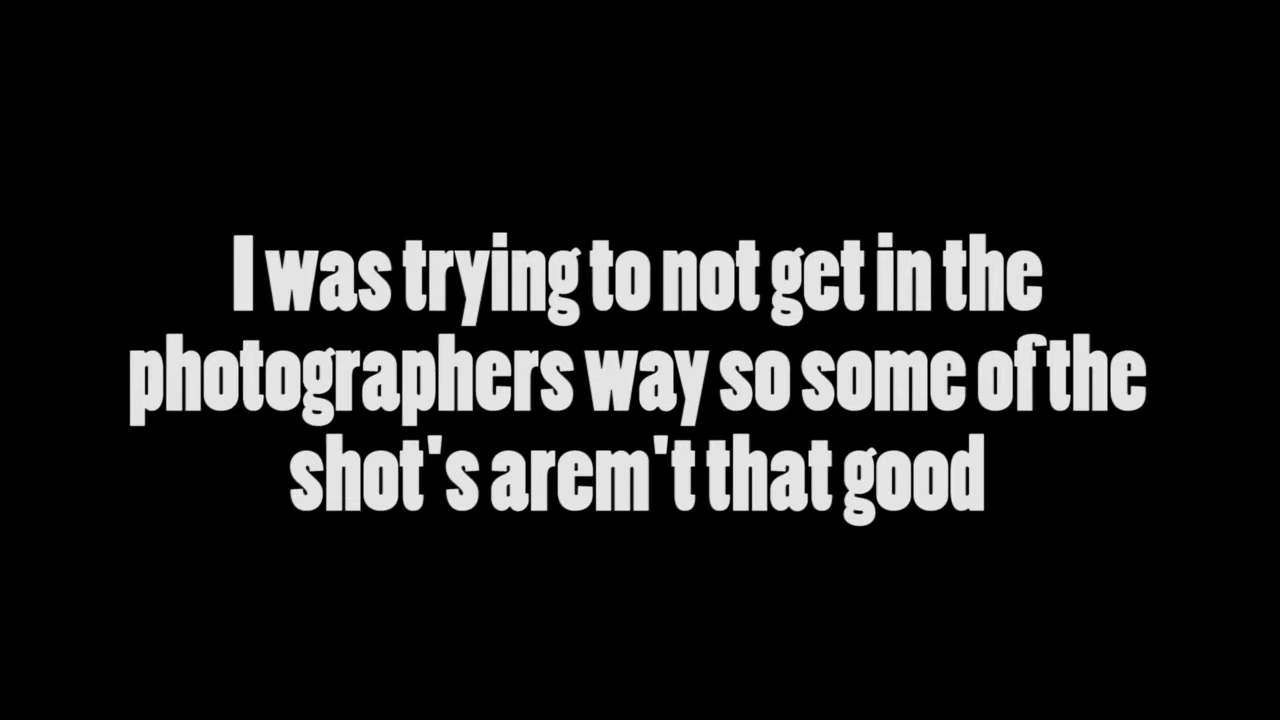 I was trying to not get in the
photographers way so some of the
shot's arem't that good